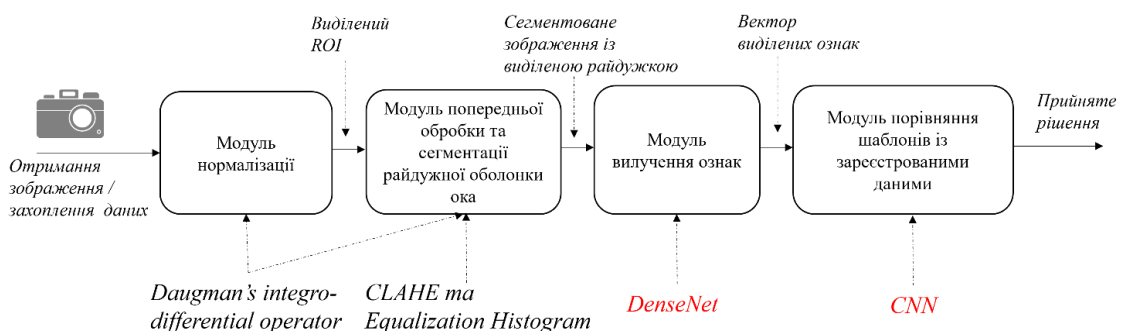 Виділений
ROI
Сегментоване
зображення із
виділеною райдужкою
Вектор
виділених ознак
Прийняте
рішення
Отримання
зображення /
захоплення даних
Модуль
нормалізації
Модуль попередньої
обробки та
сегментації
райдужної оболонки
ока
Модуль
вилучення ознак
Модуль порівняння
шаблонів із
зареєстрованими
даними
Daugman’s integro-
differential operator
CLAHE та
Equalization Histogram
DenseNet
CNN